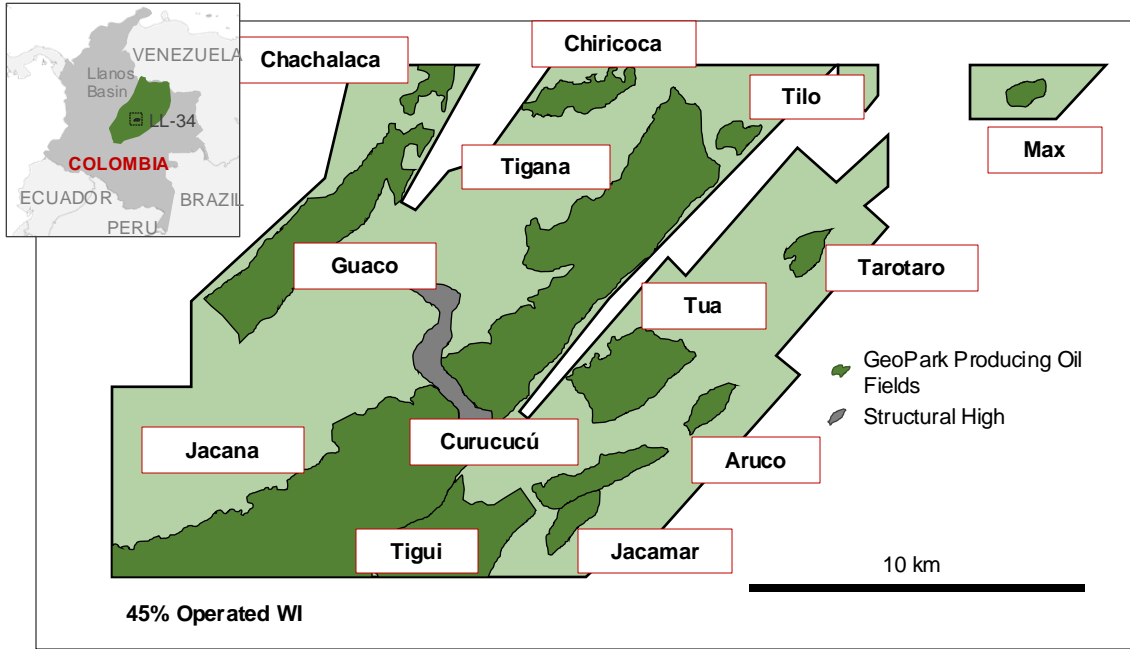 VENEZUELA
Llanos
Basin
LL-34
COLOMBIA
ECUADOR
BRAZIL
PERU
Chachalaca
Chiricoca
Tilo
Max
Tigana
Guaco
Tarotaro
Tua
GeoPark Producing Oil
Fields
Structural High
Jacana
Curucucú
Aruco
Tigui
Jacamar
10 km
45% Operated WI